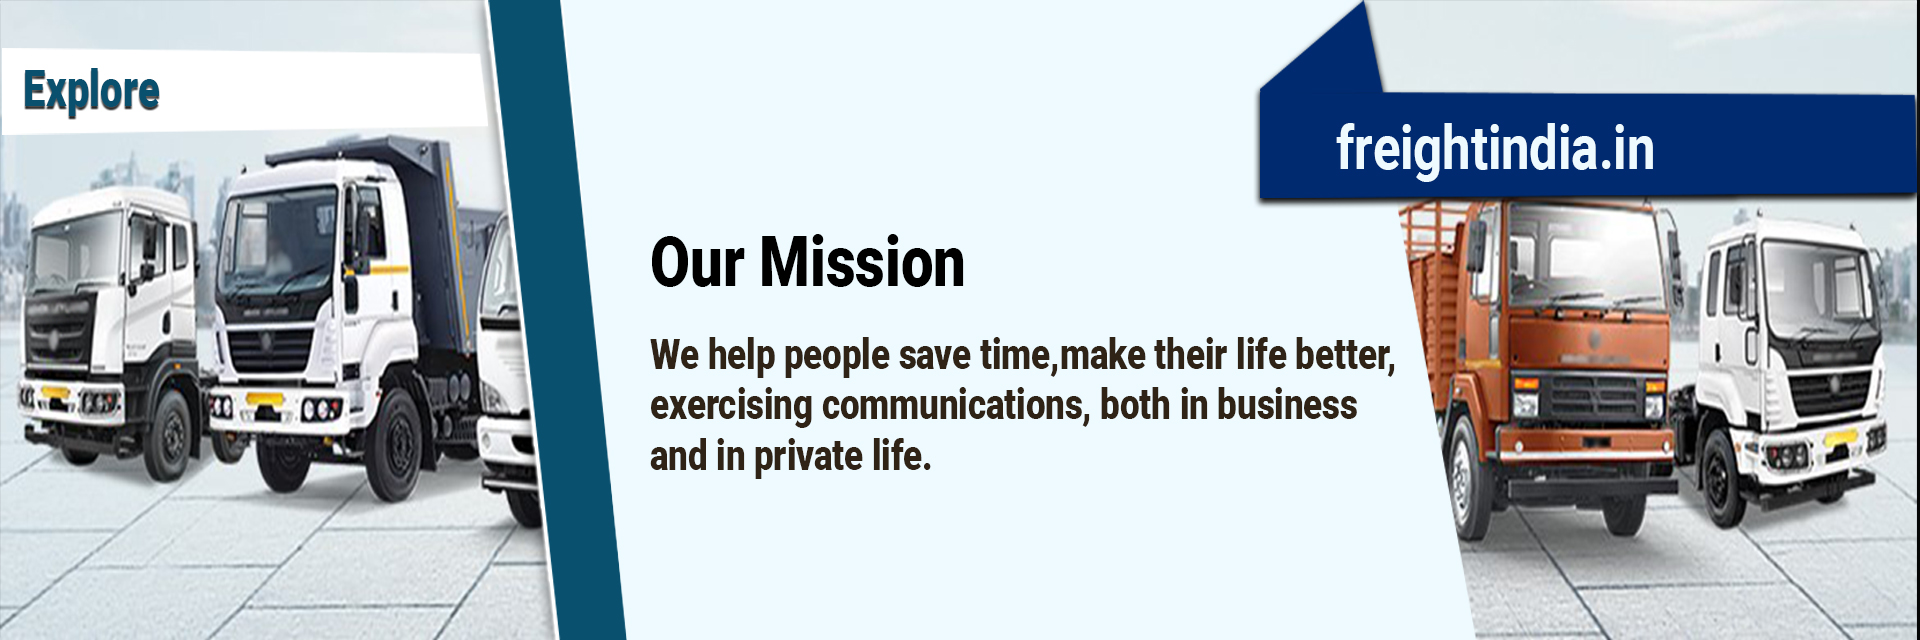 Explore
freightindia.in
Our Mission
We help people save time,make their life better,
exercising communications, both in business
and in private life.